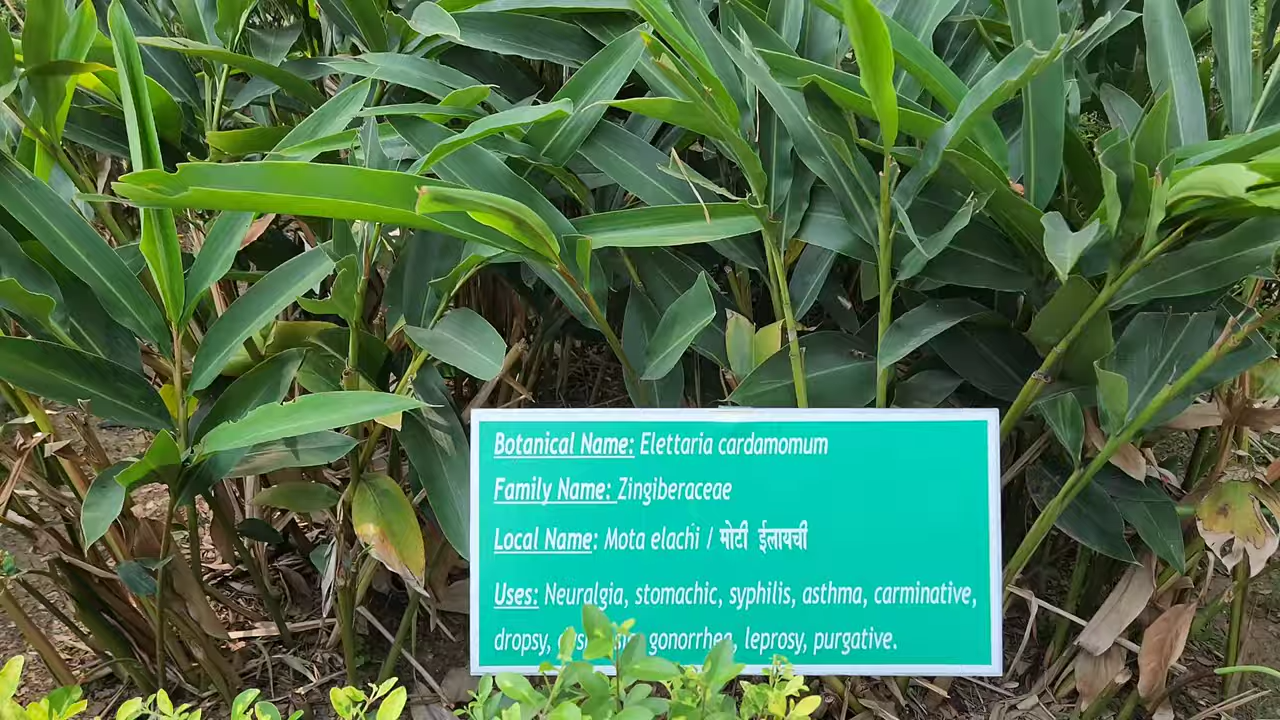 Botanical Name: Elettaria cardamomum
Family Name: Zingiberaceae
Local Name: Mota elachi / मोटी ईलायची
Uses: Neuralgia, stomachic, syphilis, asthma, carminative,
dropsy, gonorrhea, leprosy, purgative.